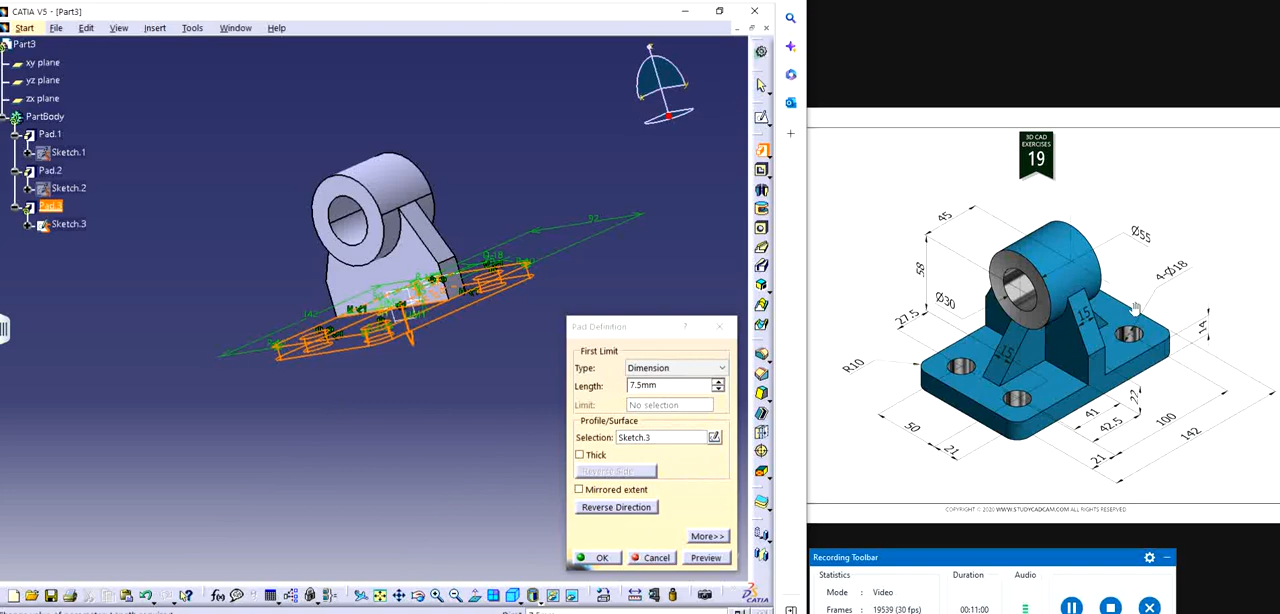 CATIA V5 - [Part3]
Start File Edit View Insert Tools Window Help
Part3
xy plane
yz plane
zx plane
PartBody
Pad.1
Sketch.1
Pad.2
Sketch.2
Pad.3
Sketch.3
92
142
Pad Definition
First Limit
Type: Dimension
Length: 7.5mm
Limit: No selection
Profile/Surface
Selection: Sketch.3
Thick
Reverse Side
Mirrored extent
Reverse Direction
More>>
OK Cancel Preview
CATIA
3D CAD
EXERCISES
19
45
Ø55
58
4-Ø18
Ø30
27.5
15
14
15
R10
27
41
50
42.5
100
21
142
21
COPYRIGHT © 2020 WWW.STUDYCADCAM.COM ALL RIGHTS RESERVED
Recording Toolbar
Statistics Duration Audio
Mode: Video
Frames: 19539 (30 fps) 00:11:00